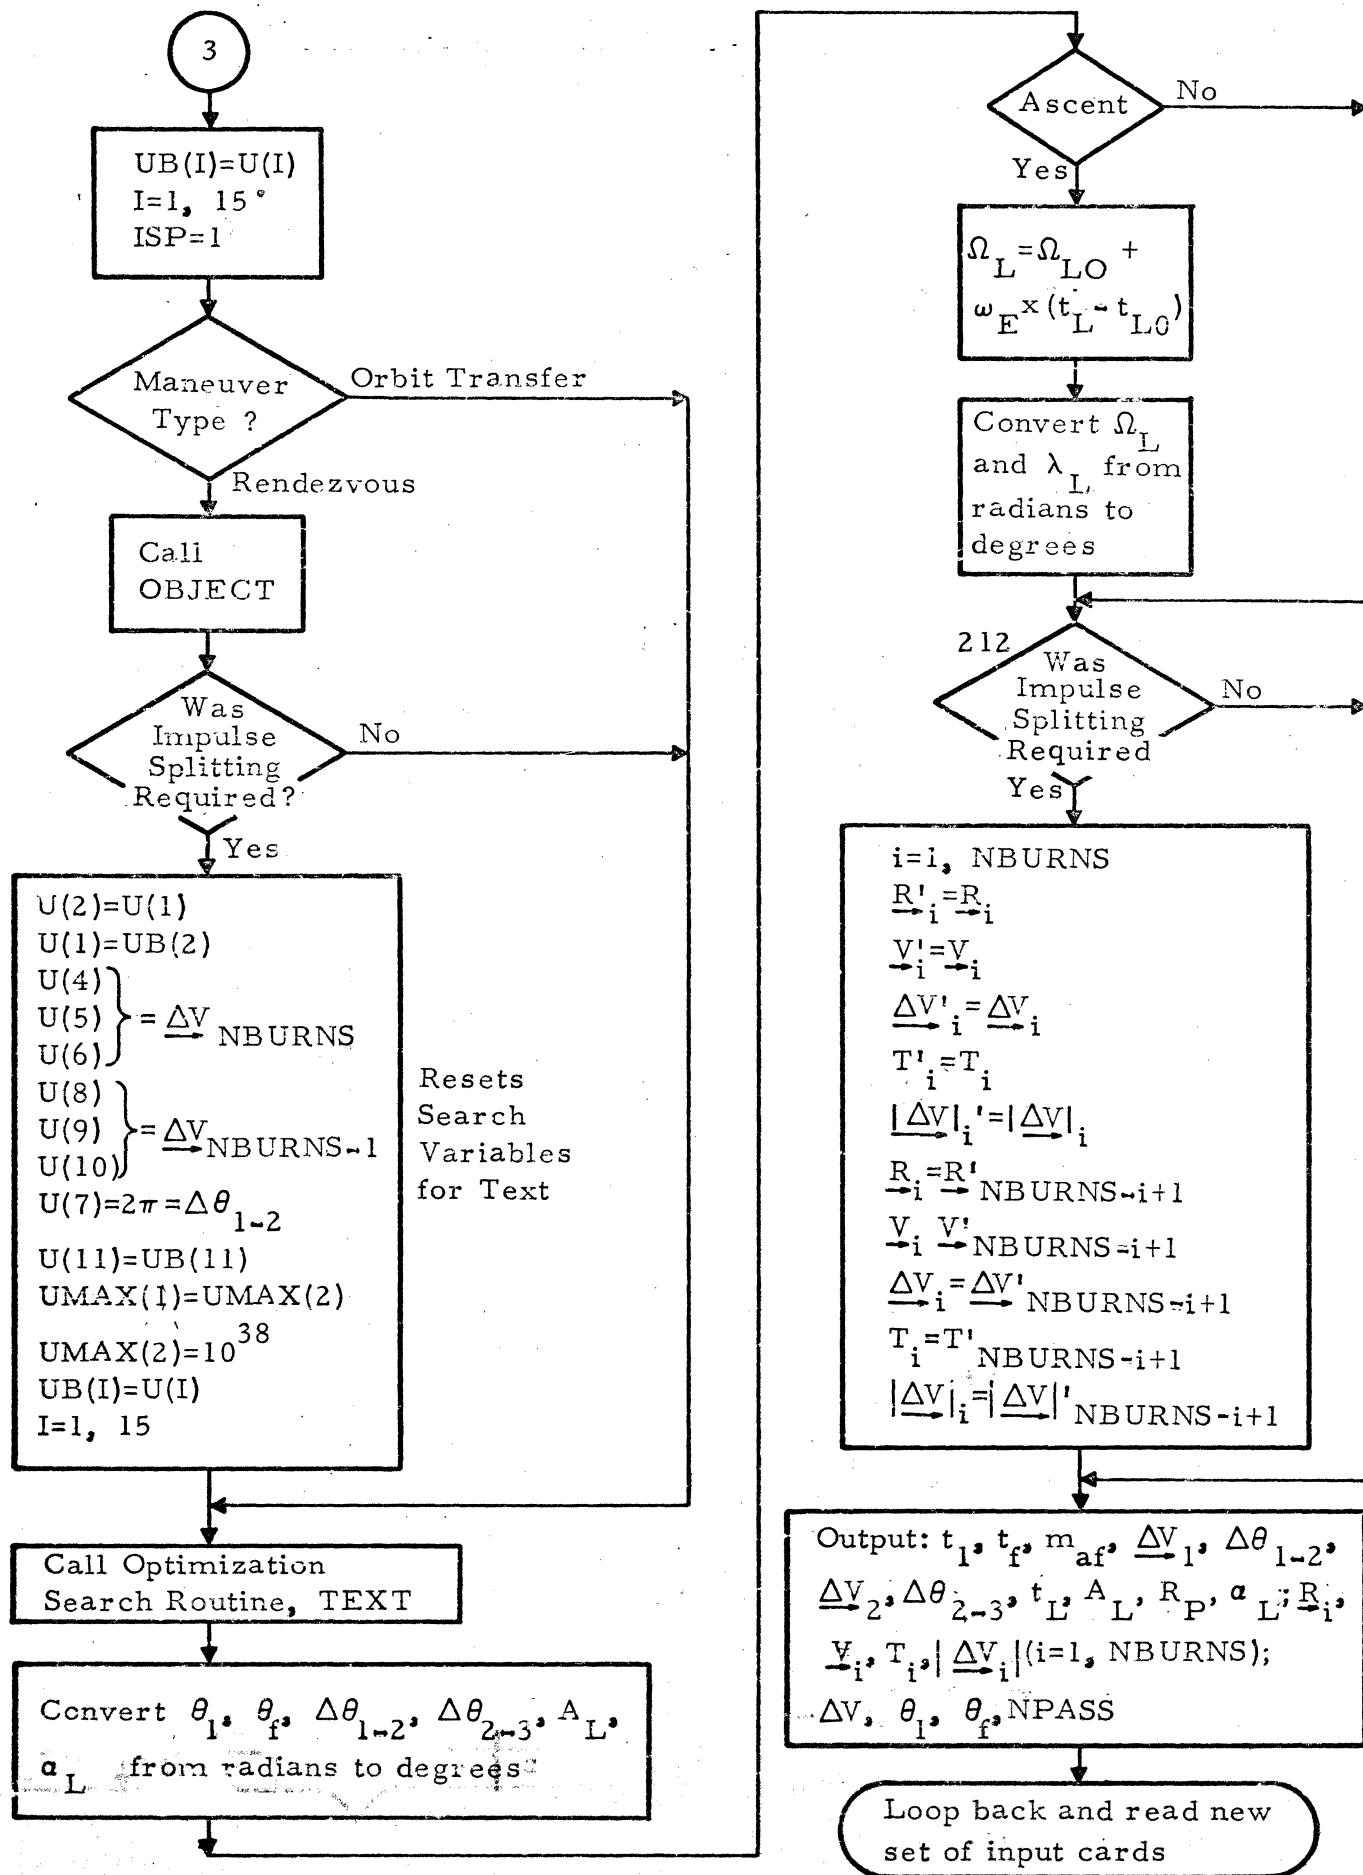 3
UB(I)=U(I)
I=1, 15
ISP=1
Maneuver
Type ?
Orbit Transfer
Rendezvous
Call
OBJECT
Was
Impulse
Splitting
Required?
No
Yes
U(2)=U(1)
U(1)=UB(2)
U(4)
U(5) } = ΔV NBURNS
U(6)
U(8)
U(9) } = ΔV NBURNS-1
U(10)
U(7)=2π=Δθ 1-2
U(11)=UB(11)
UMAX(1)=UMAX(2)
UMAX(2)=10^38
UB(I)=U(I)
I=1, 15
Resets
Search
Variables
for Text
Call Optimization
Search Routine, TEXT
Convert θ1, θf, Δθ1-2, Δθ2-3, AL,
αL from radians to degrees
Ascent
No
Yes
ΩL=ΩLO +
ωE x (tL-tL0)
Convert ΩL
and λL from
radians to
degrees
212
Was
Impulse
Splitting
Required
No
Yes
i=1, NBURNS
R'i=Ri
V'i=Vi
ΔV'i=ΔVi
T'i=Ti
|ΔV|i'=|ΔV|i
Ri=R'NBURNS-i+1
Vi V'NBURNS-i+1
ΔVi=ΔV'NBURNS-i+1
Ti=T'NBURNS-i+1
|ΔV|i=|ΔV|'NBURNS-i+1
Output: t1, tf, maf, ΔV1, Δθ1-2,
ΔV2, Δθ2-3, tL, AL, RP, αL; Ri,
Vi, Ti, |ΔVi|(i=1, NBURNS);
ΔV, θ1, θf, NPASS
Loop back and read new
set of input cards